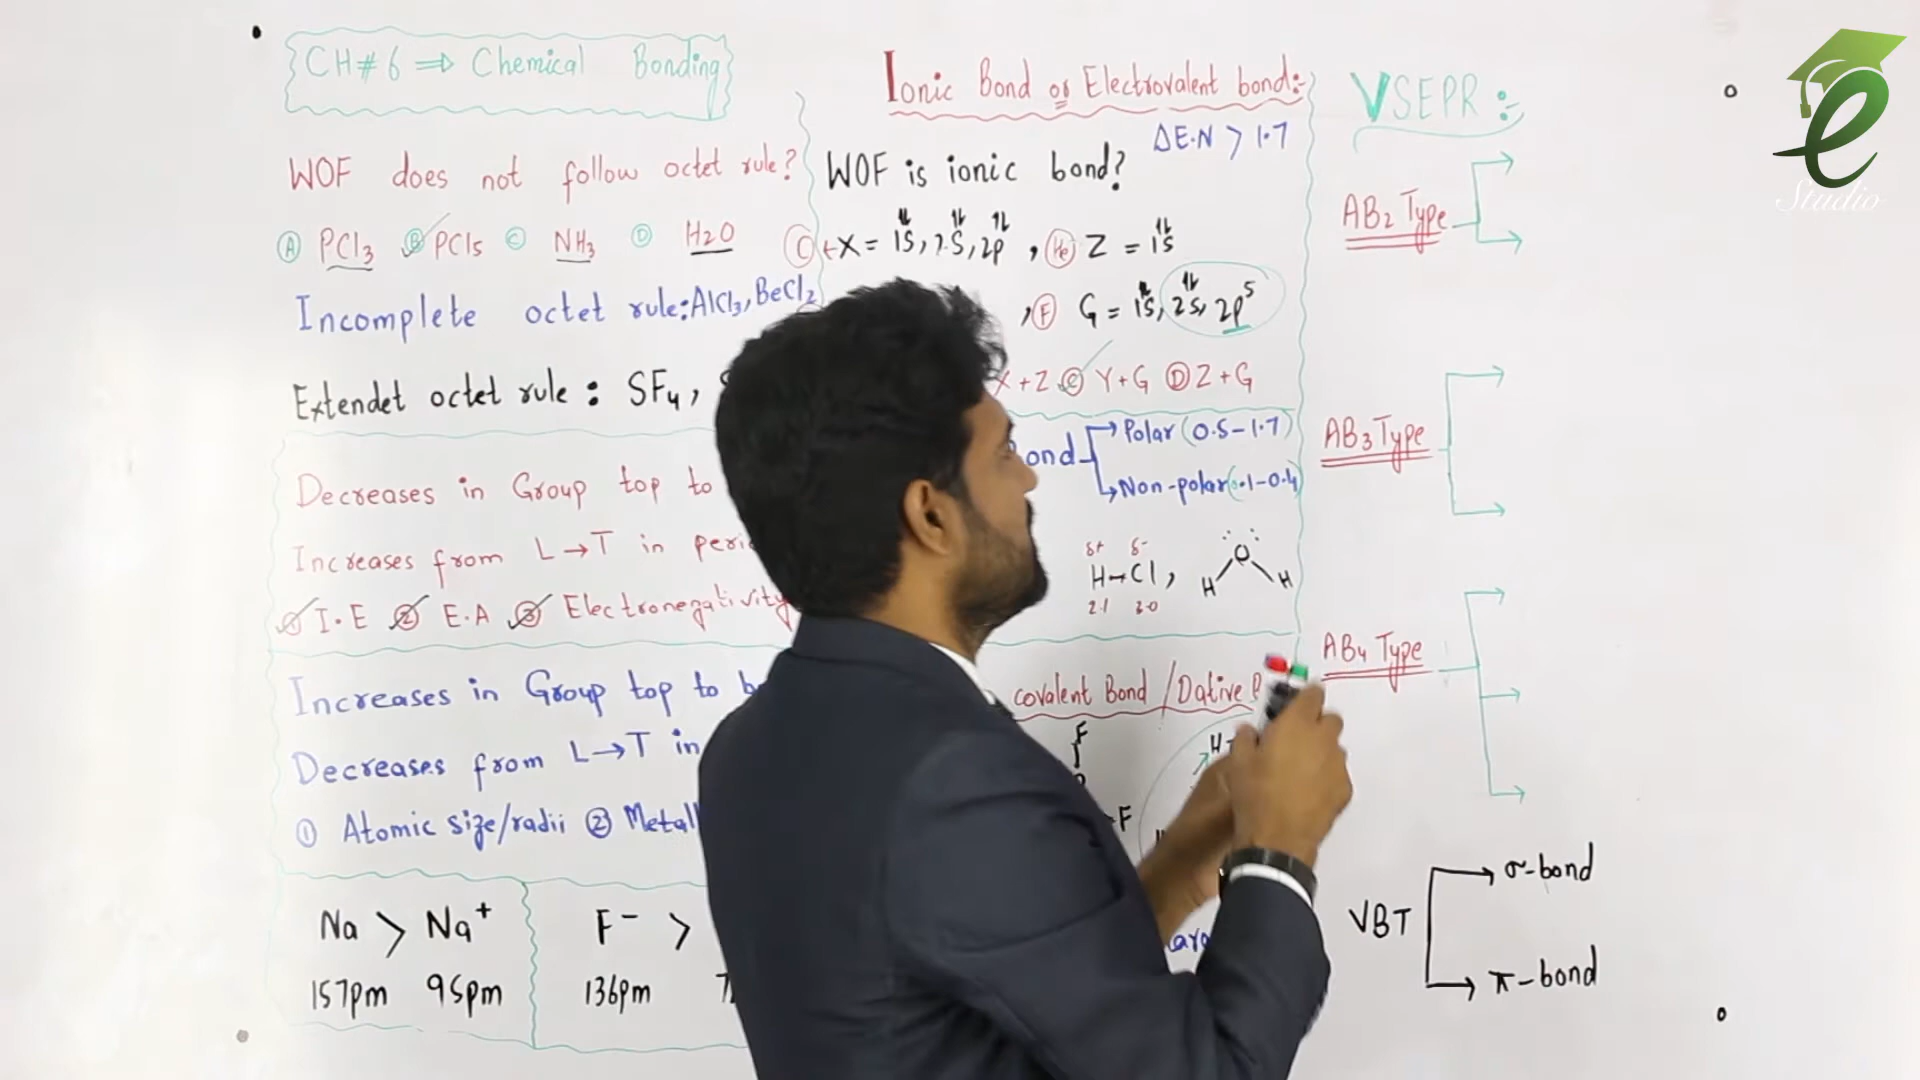 CH#6 ⇒ Chemical Bonding
WOF does not follow octet rule?
Ⓐ PCl3 Ⓑ PCl5 Ⓒ NH3 Ⓓ H2O
Incomplete octet rule: AlCl3, BeCl2
Extendet octet rule : SF4,
Decreases in Group top to
Increases from L→T in
① I.E ② E.A ③ Electronegativity
Increases in Group top to
Decreases from L→T in
① Atomic size/radii ②
Na > Na+
157pm 95pm
F- >
136pm
Ionic Bond or Electrovalent bond:-
ΔE.N > 1.7
WOF is ionic bond?
X = 1S, 2S, 2p , He Z = 1S
, F G = 1S, 2S, 2p5
X+Z Ⓒ Y+G Ⓓ Z+G
Polar (0.5-1.7)
Non-polar (0.1-0.4)
δ+ δ-
H→Cl, H O H
2.1 3.0
covalent Bond / Dative
F
F
H
VSEPR :-
AB2 Type
AB3 Type
AB4 Type
VBT
σ-bond
π-bond
e
Studio